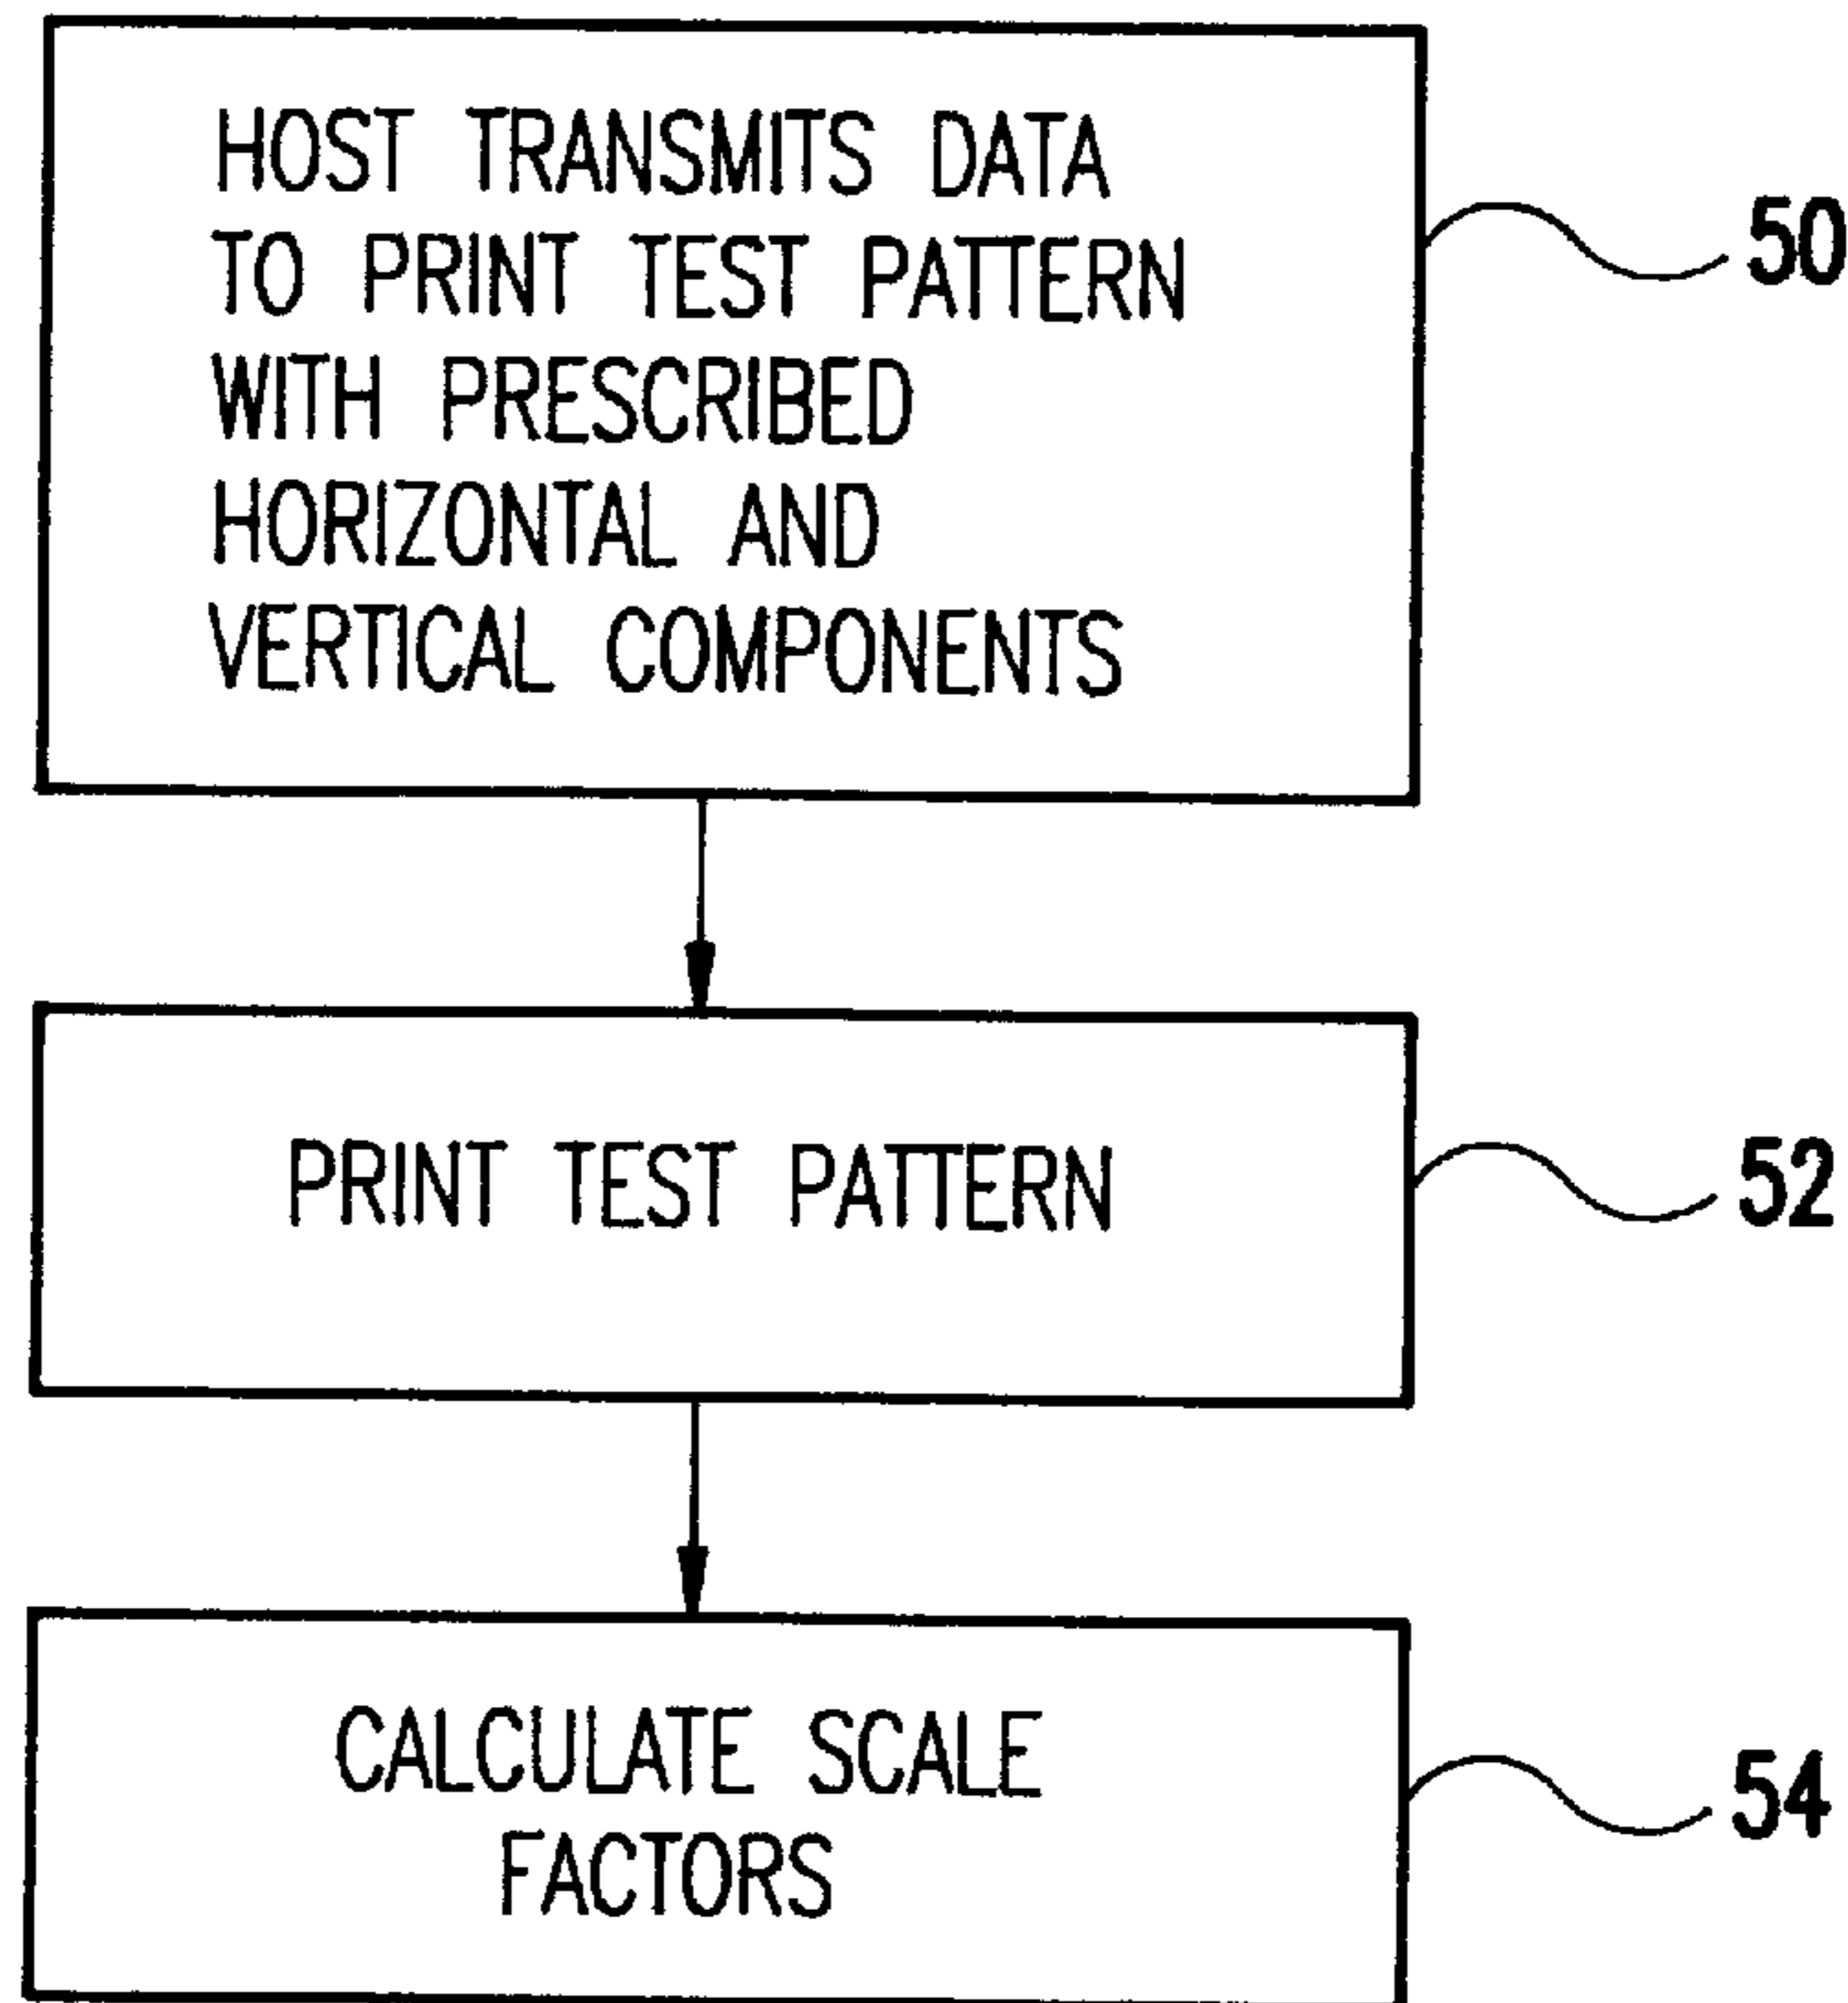 HOST TRANSMITS DATA
TO PRINT TEST PATTERN
WITH PRESCRIBED
HORIZONTAL AND
VERTICAL COMPONENTS
50
PRINT TEST PATTERN
52
CALCULATE SCALE
FACTORS
54